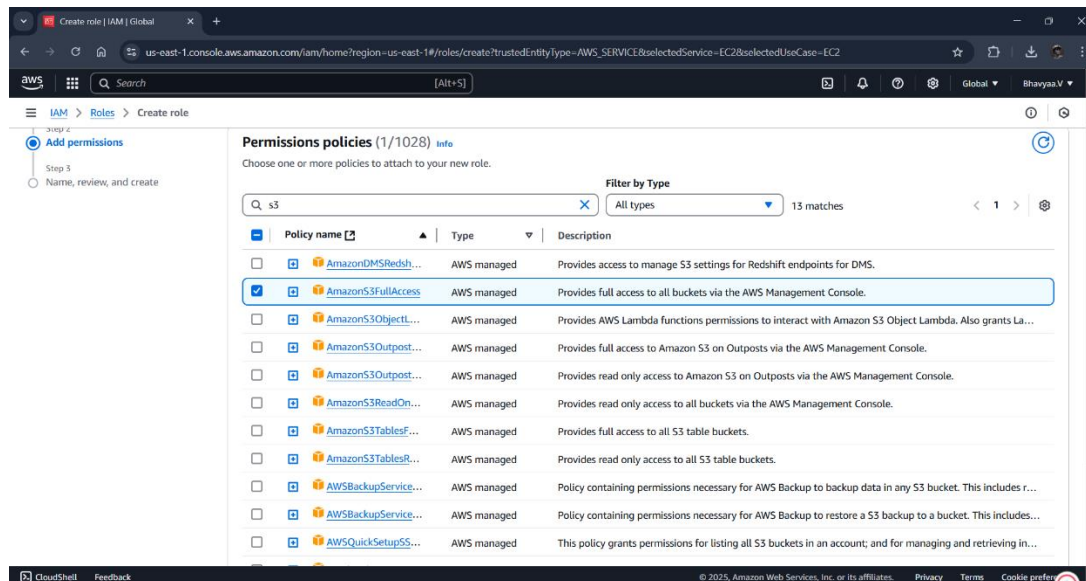 Create role | IAM | Global
us-east-1.console.aws.amazon.com/iam/home?region=us-east-1#/roles/create?trustedEntityType=AWS_SERVICE&selectedService=EC2&selectedUseCase=EC2
aws Search [Alt+S] Global Bhavyaa.V
IAM > Roles > Create role
Step 2
Add permissions
Step 3
Name, review, and create
Permissions policies (1/1028) Info
Choose one or more policies to attach to your new role.
Filter by Type
s3 All types 13 matches 1
Policy name Type Description
AmazonDMSRedsh... AWS managed Provides access to manage S3 settings for Redshift endpoints for DMS.
AmazonS3FullAccess AWS managed Provides full access to all buckets via the AWS Management Console.
AmazonS3ObjectL... AWS managed Provides AWS Lambda functions permissions to interact with Amazon S3 Object Lambda. Also grants La...
AmazonS3Outpost... AWS managed Provides full access to Amazon S3 on Outposts via the AWS Management Console.
AmazonS3Outpost... AWS managed Provides read only access to Amazon S3 on Outposts via the AWS Management Console.
AmazonS3ReadOn... AWS managed Provides read only access to all buckets via the AWS Management Console.
AmazonS3TablesF... AWS managed Provides full access to all S3 table buckets.
AmazonS3TablesR... AWS managed Provides read only access to all S3 table buckets.
AWSBackupService... AWS managed Policy containing permissions necessary for AWS Backup to backup data in any S3 bucket. This includes r...
AWSBackupService... AWS managed Policy containing permissions necessary for AWS Backup to restore a S3 backup to a bucket. This includes...
AWSQuickSetupSS... AWS managed This policy grants permissions for listing all S3 buckets in an account; and for managing and retrieving in...
CloudShell Feedback © 2025, Amazon Web Services, Inc. or its affiliates. Privacy Terms Cookie prefer